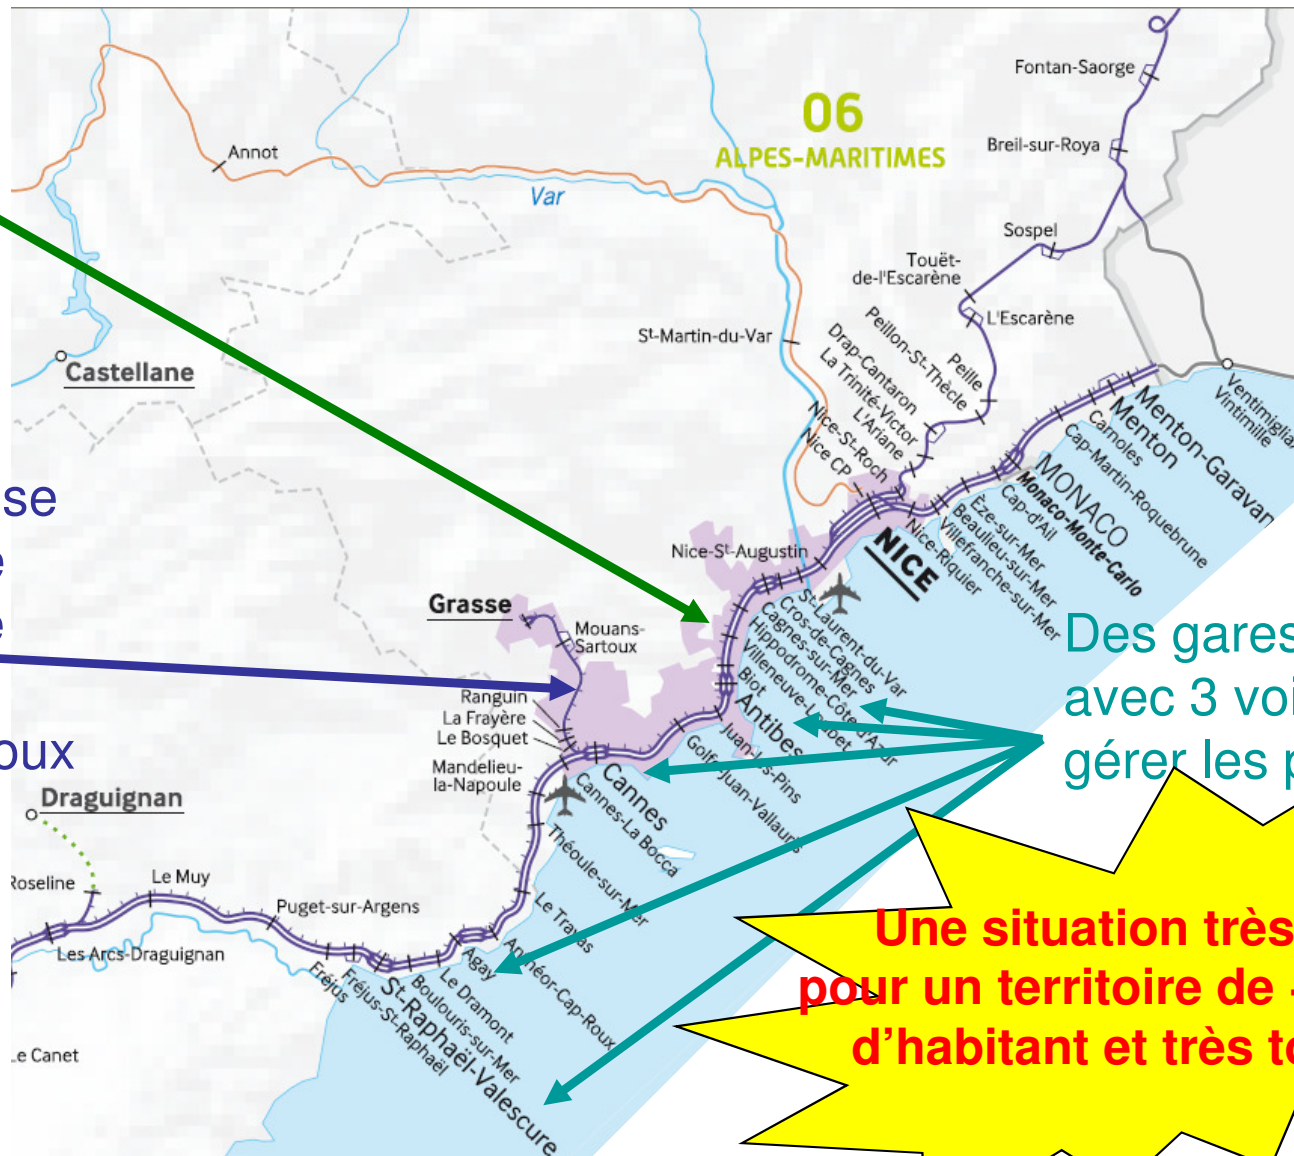 Fontan-Saorge
06
ALPES-MARITIMES
Breil-sur-Roya
Annot
Var
Sospel
Touët-
de-l'Escarène
L'Escarène
St-Martin-du-Var
Peillon-St-Thècle
Peille
Drap-Cantaron
La Trinité-Victor
L'Ariane
Nice-St-Roch
Nice CP
Castellane
Ventimiglia
Vintimille
Menton-Garavan
Menton
Carnolès
Cap-Martin-Roquebrune
MONACO
Monaco-Monte-Carlo
Cap-d'Ail
Èze-sur-Mer
Beaulieu-sur-Mer
Villefranche-sur-Mer
Nice-Riquier
NICE
Nice-St-Augustin
St-Laurent-du-Var
Cros-de-Cagnes
Cagnes-sur-Mer
Hippodrome-Côte d'Azur
Villeneuve-Loubet
Biot
Antibes
Juan-les-Pins
Golfe-Juan-Vallauris
Grasse
Mouans-
Sartoux
Ranguin
La Frayère
Le Bosquet
Mandelieu-
la-Napoule
Cannes
Cannes-La Bocca
Théoule-sur-Mer
Le Trayas
Anthéor-Cap-Roux
Agay
Le Dramont
Boulouris-sur-Mer
St-Raphaël-Valescure
Fréjus-St-Raphaël
Fréjus
Puget-sur-Argens
Le Muy
Draguignan
Roseline
Les Arcs-Draguignan
Le Canet
se
e
e
oux
Des gares
avec 3 voi
gérer les p
Une situation très
pour un territoire de
d'habitant et très to